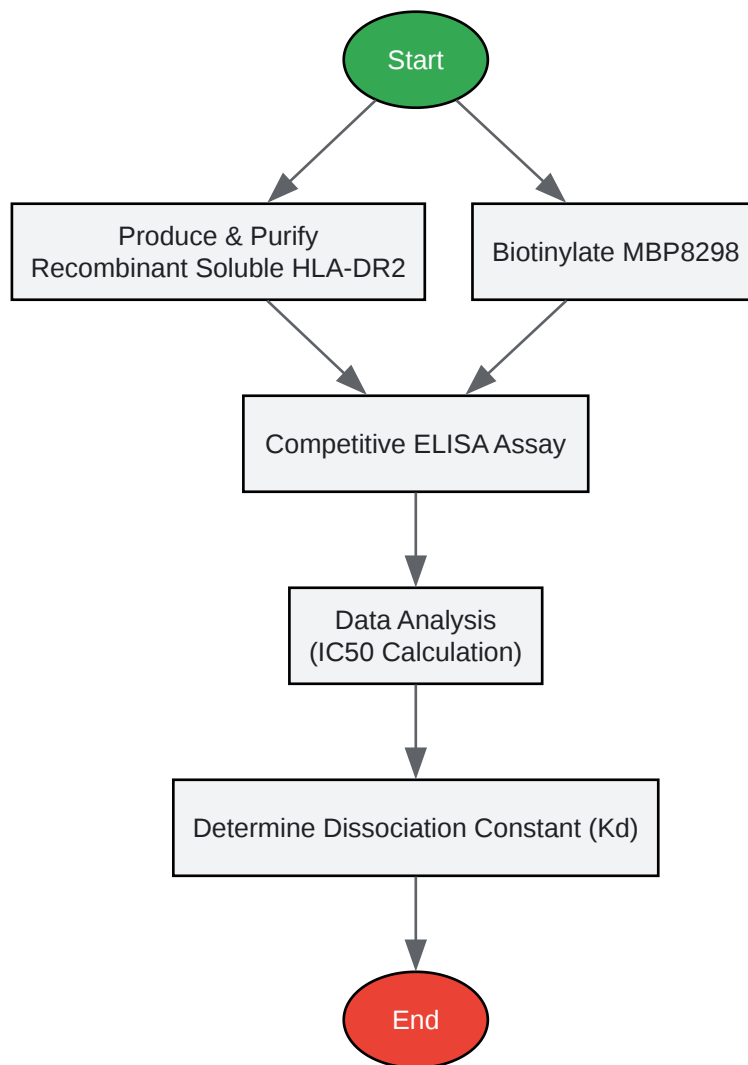 Start
Produce & Purify
Recombinant Soluble HLA-DR2
Biotinylate MBP8298
Competitive ELISA Assay
Data Analysis
(IC50 Calculation)
Determine Dissociation Constant (Kd)
End